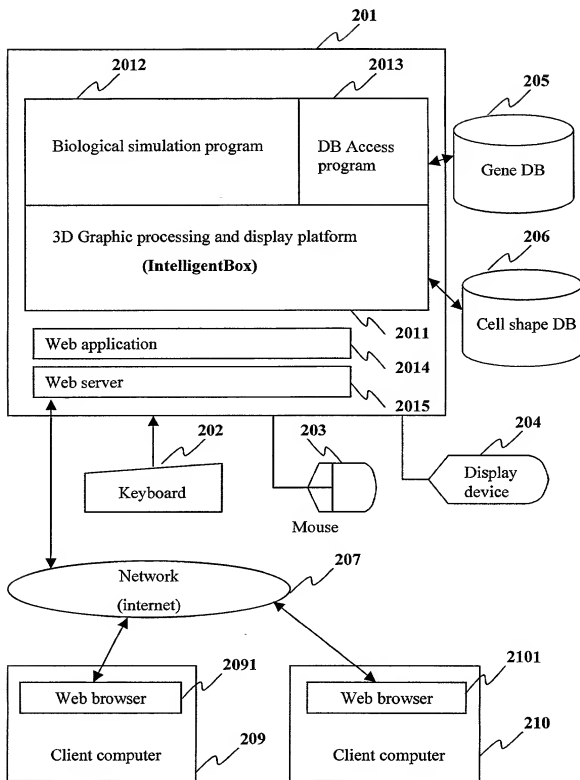 201
2012
2013
205
Biological simulation program
DB Access
program
Gene DB
3D Graphic processing and display platform
(IntelligentBox)
206
Cell shape DB
2011
Web application
2014
Web server
2015
202
203
204
Keyboard
Mouse
Display
device
Network
(internet)
207
2091
2101
Web browser
Web browser
Client computer
209
Client computer
210